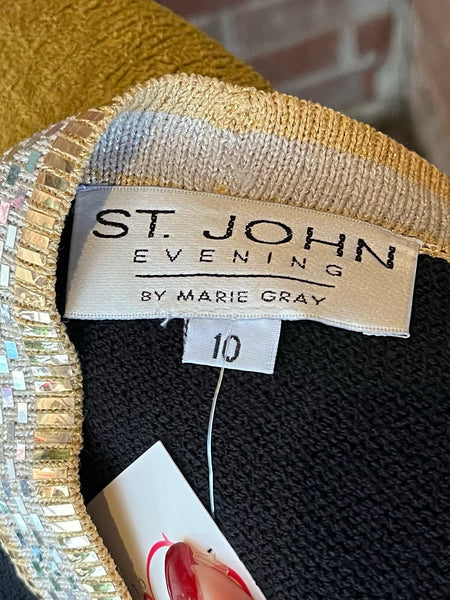 ST. JOHN
EVENING
BY MARIE GRAY
10